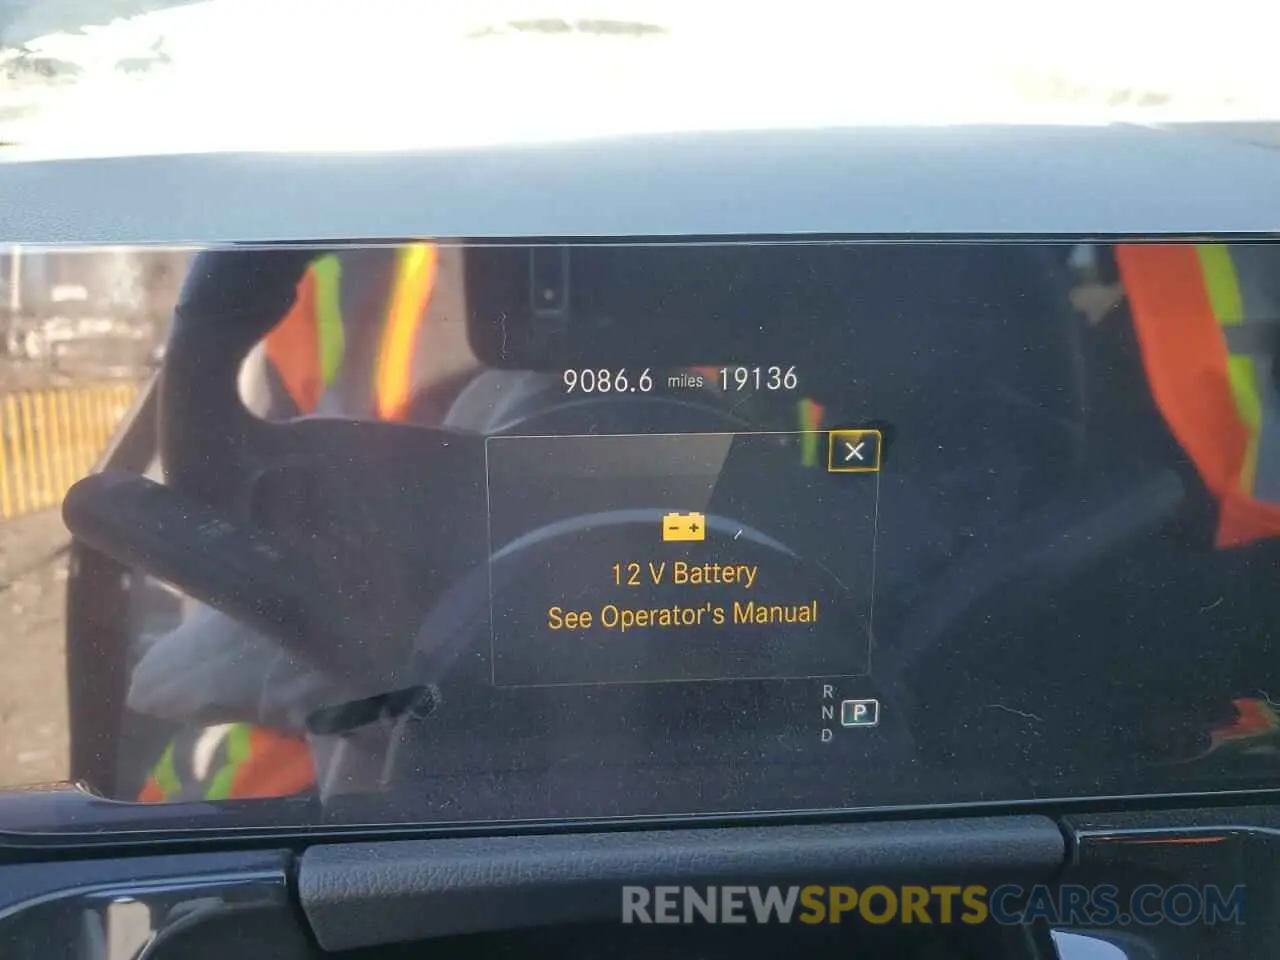 9086.6 miles 19136
12 V Battery
See Operator's Manual
R
N P
D
RENEWSPORTSCARS.COM